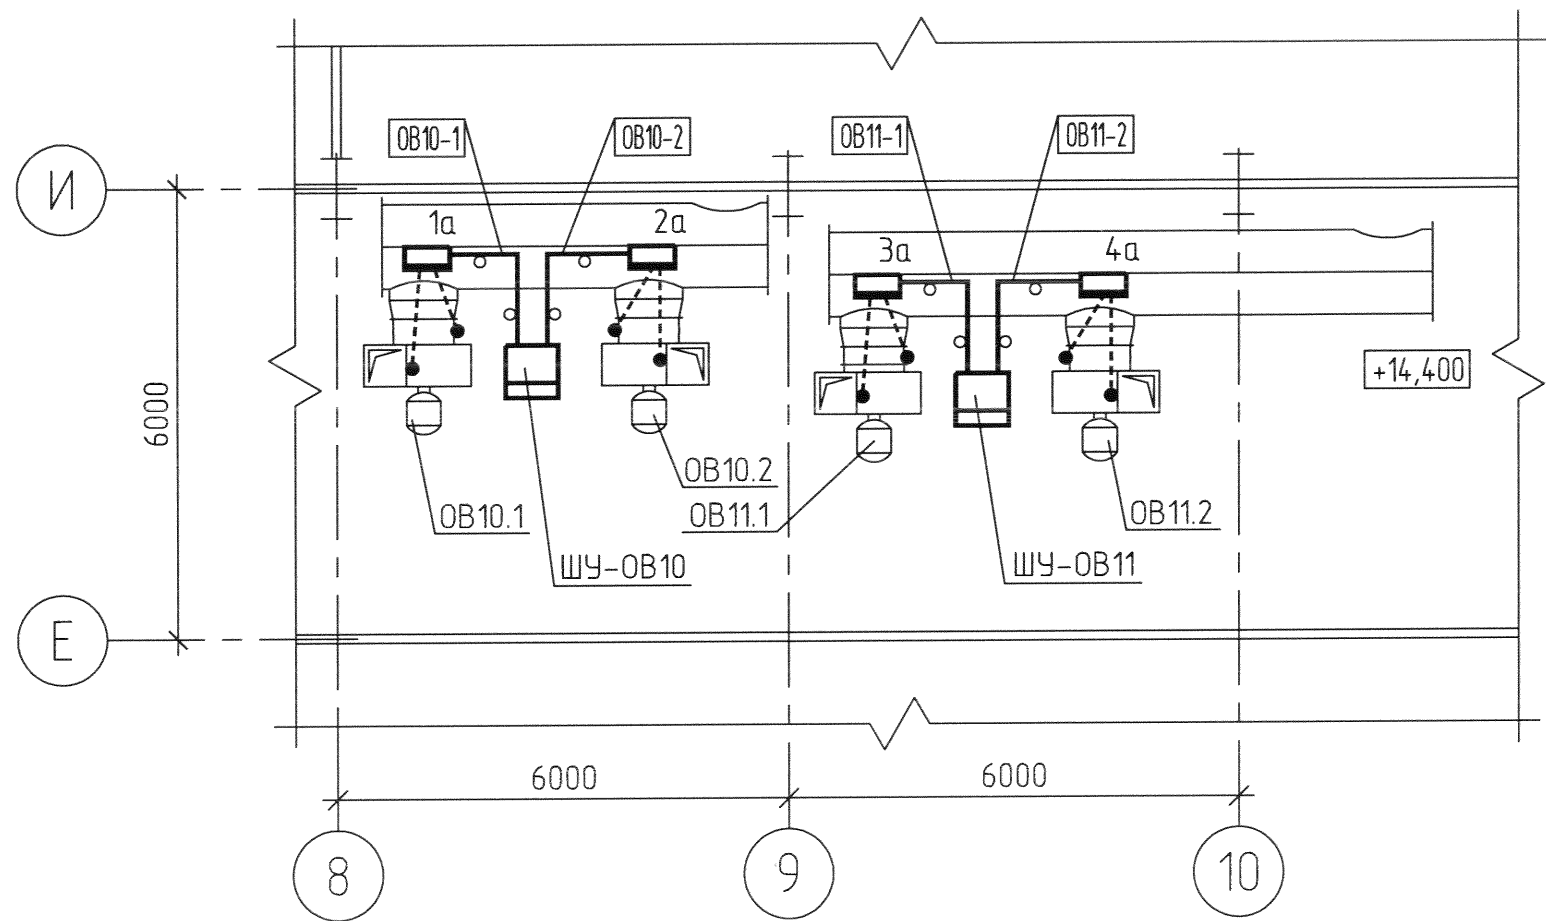 ОВ10-1
ОВ10-2
ОВ11-1
ОВ11-2
И
1а
2а
3а
4а
+14,400
6000
ОВ10.2
ОВ10.1
ОВ11.1
ОВ11.2
ШУ-ОВ10
ШУ-ОВ11
Е
6000
6000
8
9
10